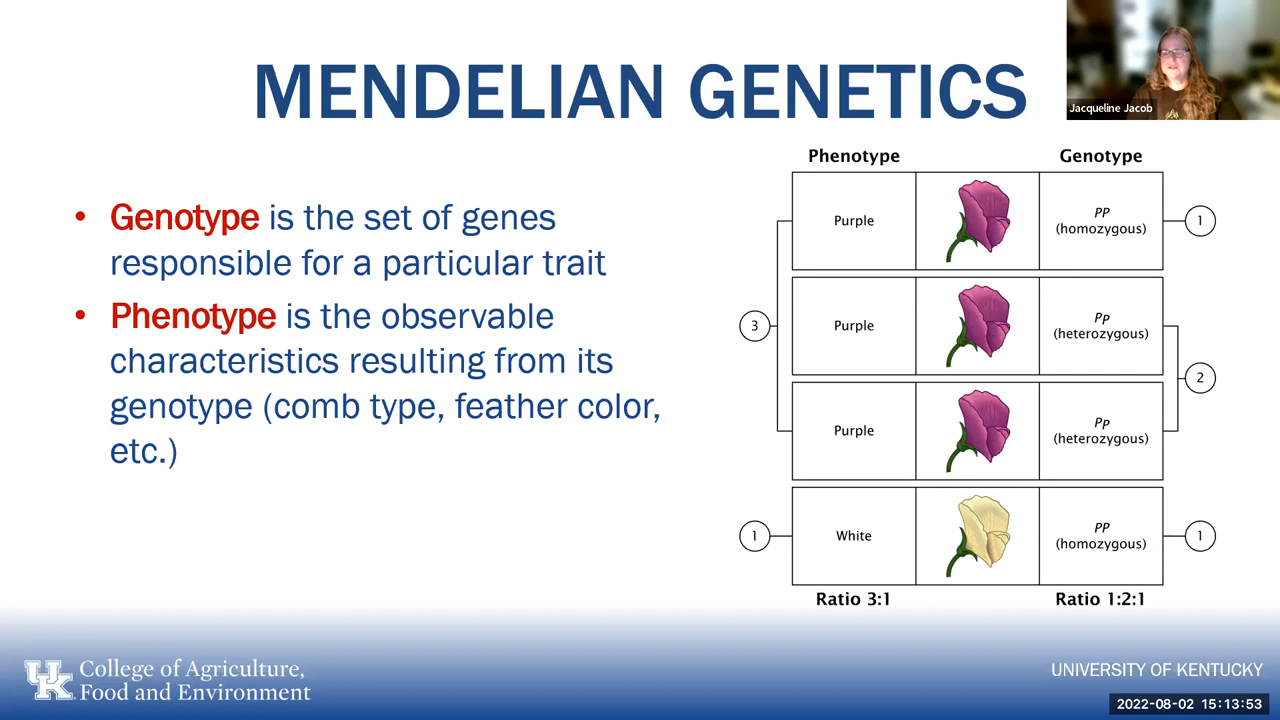 MENDELIAN GENETICS
Jacqueline Jacob
• Genotype is the set of genes
responsible for a particular trait
• Phenotype is the observable
characteristics resulting from its
genotype (comb type, feather color,
etc.)
Phenotype Genotype
Purple
PP
(homozygous)
1
3
Purple
Pp
(heterozygous)
2
Purple
Pp
(heterozygous)
1
White
PP
(homozygous)
1
Ratio 3:1 Ratio 1:2:1
UK
College of Agriculture,
Food and Environment
UNIVERSITY OF KENTUCKY
2022-08-02 15:13:53